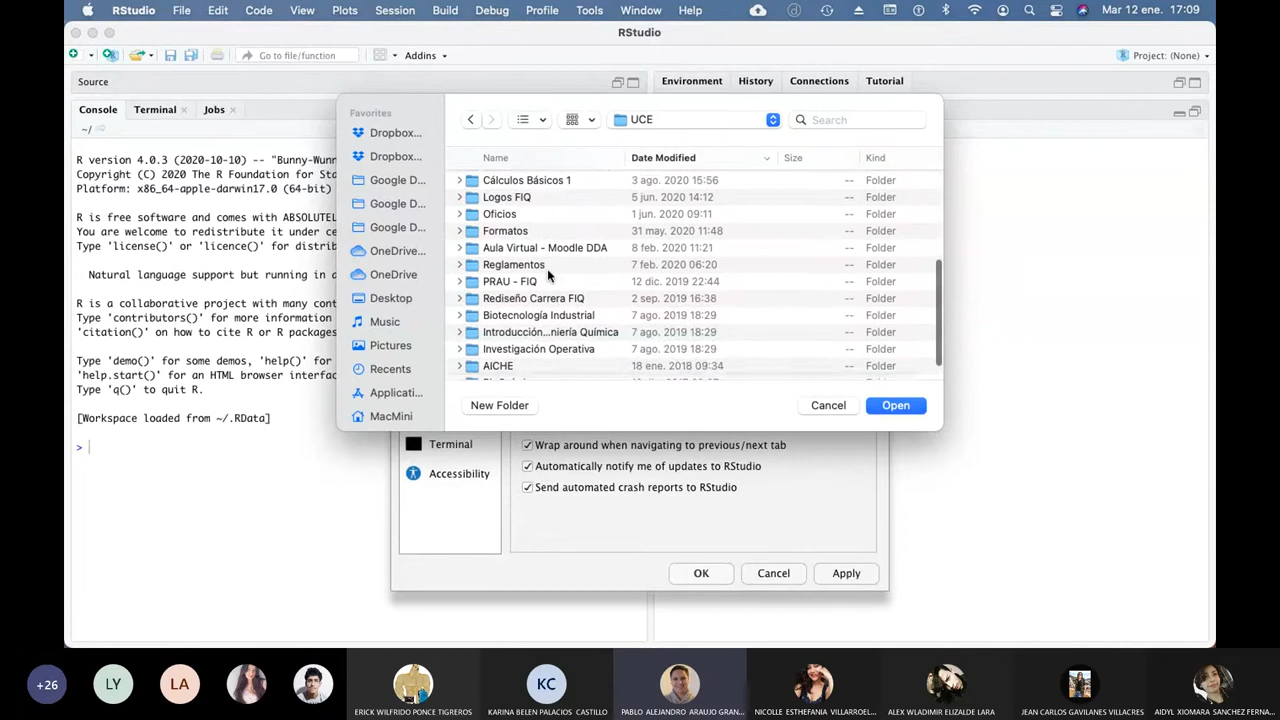 RStudio File Edit Code View Plots Session Build Debug Profile Tools Window Help Mar 12 ene. 17:09
RStudio
Go to file/function Addins Project: (None)
Source
Environment History Connections Tutorial
Console Terminal Jobs
~/
R version 4.0.3 (2020-10-10) -- "Bunny-Wunn
Copyright (C) 2020 The R Foundation for Sta
Platform: x86_64-apple-darwin17.0 (64-bit)
R is free software and comes with ABSOLUTEL
You are welcome to redistribute it under ce
Type 'license()' or 'licence()' for distrib
Natural language support but running in a
R is a collaborative project with many cont
Type 'contributors()' for more information
'citation()' on how to cite R or R packages
Type 'demo()' for some demos, 'help()' for
'help.start()' for an HTML browser interfac
Type 'q()' to quit R.
[Workspace loaded from ~/.RData]
>
Favorites
Dropbox...
Dropbox...
Google D...
Google D...
Google D...
OneDrive...
OneDrive
Desktop
Music
Pictures
Recents
Applicati...
MacMini
UCE
Search
Name Date Modified Size Kind
Cálculos Básicos 1 3 ago. 2020 15:56 -- Folder
Logos FIQ 5 jun. 2020 14:12 -- Folder
Oficios 1 jun. 2020 09:11 -- Folder
Formatos 31 may. 2020 11:48 -- Folder
Aula Virtual - Moodle DDA 8 feb. 2020 11:21 -- Folder
Reglamentos 7 feb. 2020 06:20 -- Folder
PRAU - FIQ 12 dic. 2019 22:44 -- Folder
Rediseño Carrera FIQ 2 sep. 2019 16:38 -- Folder
Biotecnología Industrial 7 ago. 2019 18:29 -- Folder
Introducción...niería Química 7 ago. 2019 18:29 -- Folder
Investigación Operativa 7 ago. 2019 18:29 -- Folder
AICHE 18 ene. 2018 09:34 -- Folder
New Folder Cancel Open
Terminal
Accessibility
Wrap around when navigating to previous/next tab
Automatically notify me of updates to RStudio
Send automated crash reports to RStudio
OK Cancel Apply
+26 LY LA KC
ERICK WILFRIDO PONCE TIGREROS
KARINA BELEN PALACIOS CASTILLO
PABLO ALEJANDRO ARAUJO GRAN...
NICOLLE ESTHEFANIA VILLARROEL...
ALEX WLADIMIR ELIZALDE LARA
JEAN CARLOS GAVILANES VILLACRES
AIDYL XIOMARA SANCHEZ FERNA...